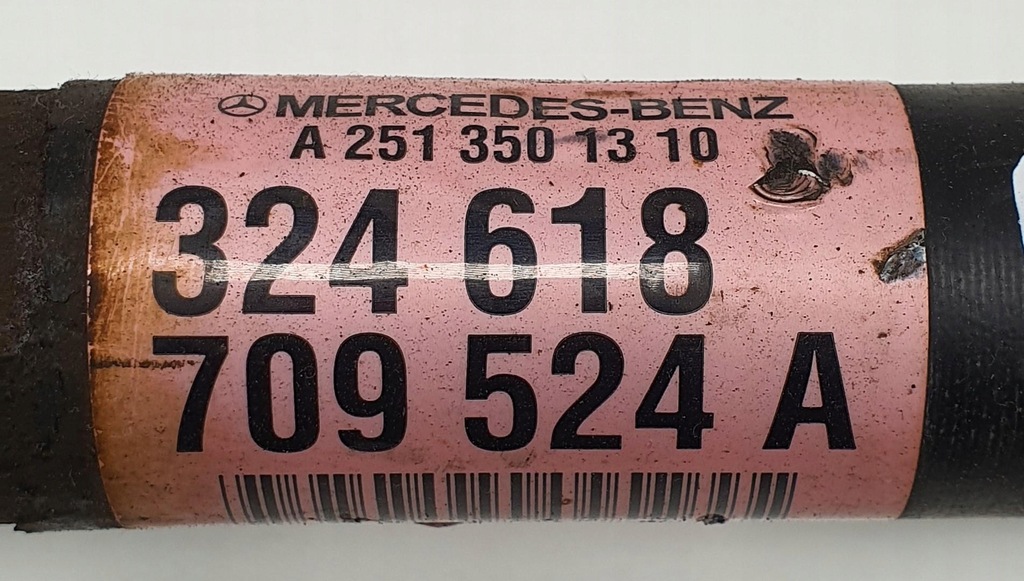 MERCEDES-BENZ
A 251 350 13 10
324 618
709 524 A